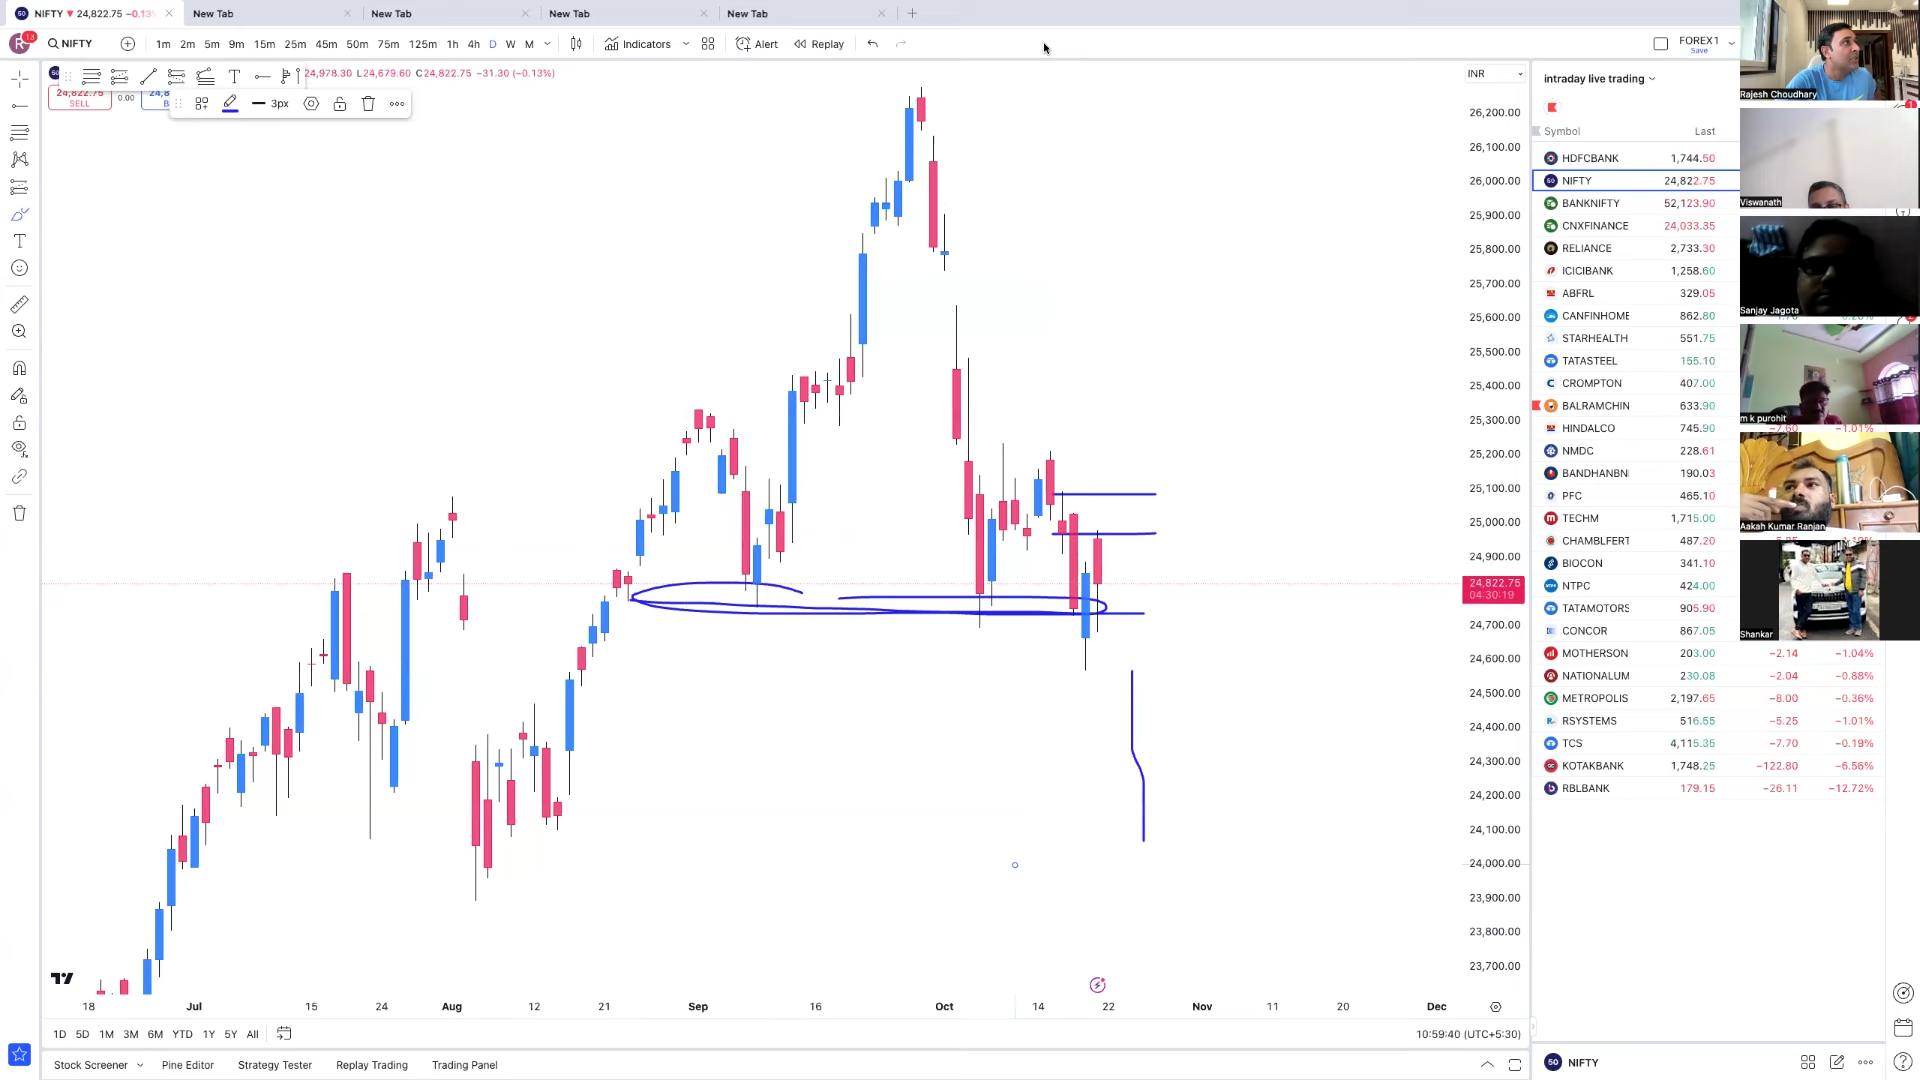 NIFTY ▼ 24,822.75 −0.13
New Tab
New Tab
New Tab
New Tab
R 13 NIFTY 1m 2m 5m 9m 15m 25m 45m 50m 75m 125m 1h 4h D W M Indicators Alert Replay FOREX1
Save
24,978.30 L24,679.60 C24,822.75 −31.30 (−0.13%)
SELL 0.00 24,8
3px
INR
26,200.00
26,100.00
26,000.00
25,900.00
25,800.00
25,700.00
25,600.00
25,500.00
25,400.00
25,300.00
25,200.00
25,100.00
25,000.00
24,900.00
24,822.75
04:30:19
24,700.00
24,600.00
24,500.00
24,400.00
24,300.00
24,200.00
24,100.00
24,000.00
23,900.00
23,800.00
23,700.00
18 Jul 15 24 Aug 12 21 Sep 16 Oct 14 22 Nov 11 20 Dec
1D 5D 1M 3M 6M YTD 1Y 5Y All
10:59:40 (UTC+5:30)
Stock Screener Pine Editor Strategy Tester Replay Trading Trading Panel
intraday live trading
Symbol Last
HDFCBANK 1,744.50
NIFTY 24,822.75
BANKNIFTY 52,123.90
CNXFINANCE 24,033.35
RELIANCE 2,733.30
ICICIBANK 1,258.60
ABFRL 329.05
CANFINHOME 862.80
STARHEALTH 551.75
TATASTEEL 155.10
CROMPTON 407.00
BALRAMCHIN 633.90
HINDALCO 745.90 −7.60 −1.01%
NMDC 228.61
BANDHANBN 190.03
PFC 465.10
TECHM 1,715.00
CHAMBLFERT 487.20
BIOCON 341.10
NTPC 424.00
TATAMOTORS 905.90
CONCOR 867.05
MOTHERSON 203.00 −2.14 −1.04%
NATIONALUM 230.08 −2.04 −0.88%
METROPOLIS 2,197.65 −8.00 −0.36%
RSYSTEMS 516.55 −5.25 −1.01%
TCS 4,115.35 −7.70 −0.19%
KOTAKBANK 1,748.25 −122.80 −6.56%
RBLBANK 179.15 −26.11 −12.72%
50 NIFTY
Rajesh Choudhary
Viswanath
Sanjay Jagota
m k purohit
Aakah Kumar Ranjan
Shankar